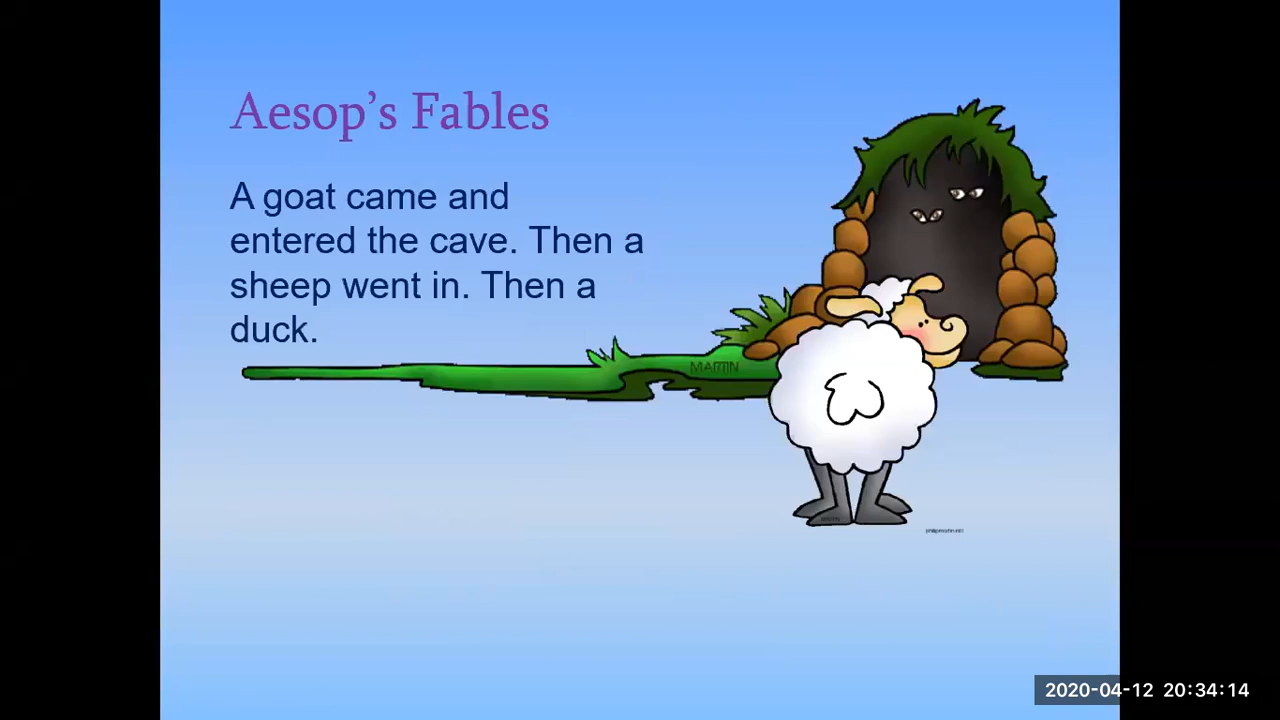 Aesop's Fables
A goat came and
entered the cave. Then a
sheep went in. Then a
duck.
MARTIN
2020-04-12 20:34:14